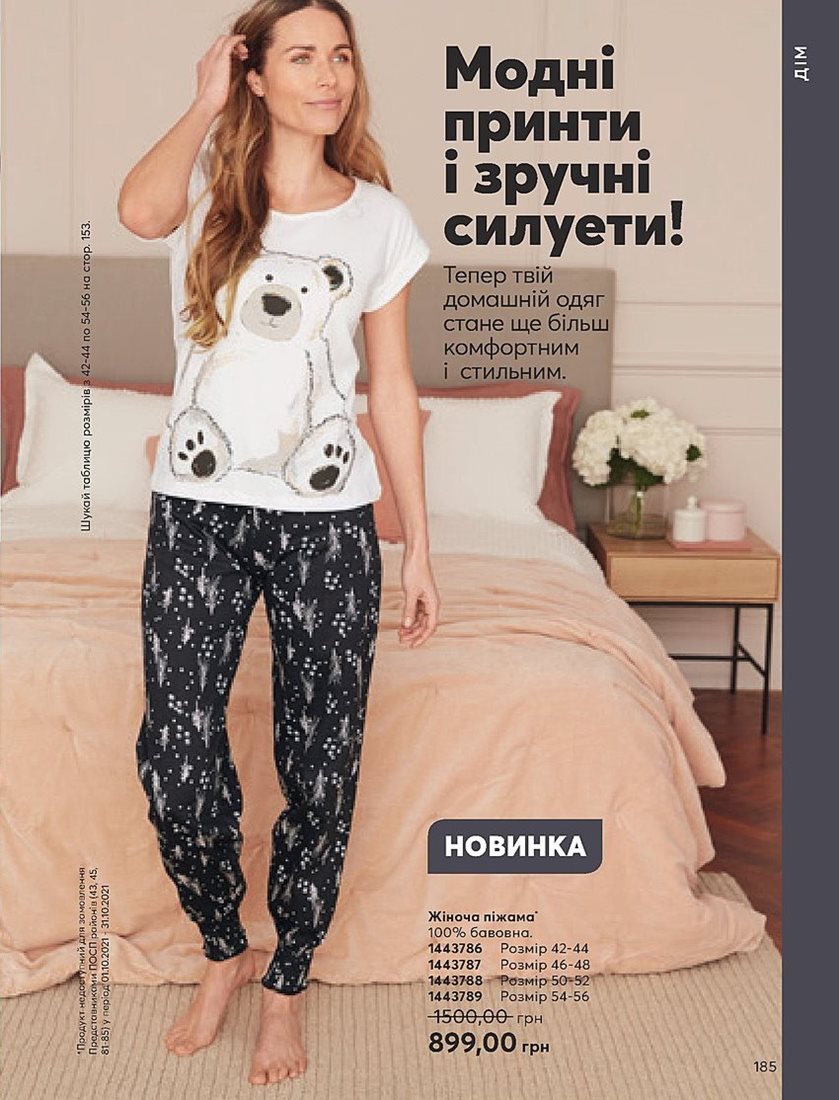 ДІМ
Модні
принти
і зручні
силуети!
Тепер твій
домашній одяг
стане ще більш
комфортним
і стильним.
Шукай таблицю розмірів з 42-44 по 54-56 на стор. 153.
НОВИНКА
Жіноча піжама*
100% бавовна.
1443786 Розмір 42-44
1443787 Розмір 46-48
1443788 Розмір 50-52
1443789 Розмір 54-56
1500,00 грн
899,00 грн
*Продукт недоступний для замовлення
Представниками ПОСП районів (43, 45,
81-85) у період 01.10.2021 - 31.10.2021
185